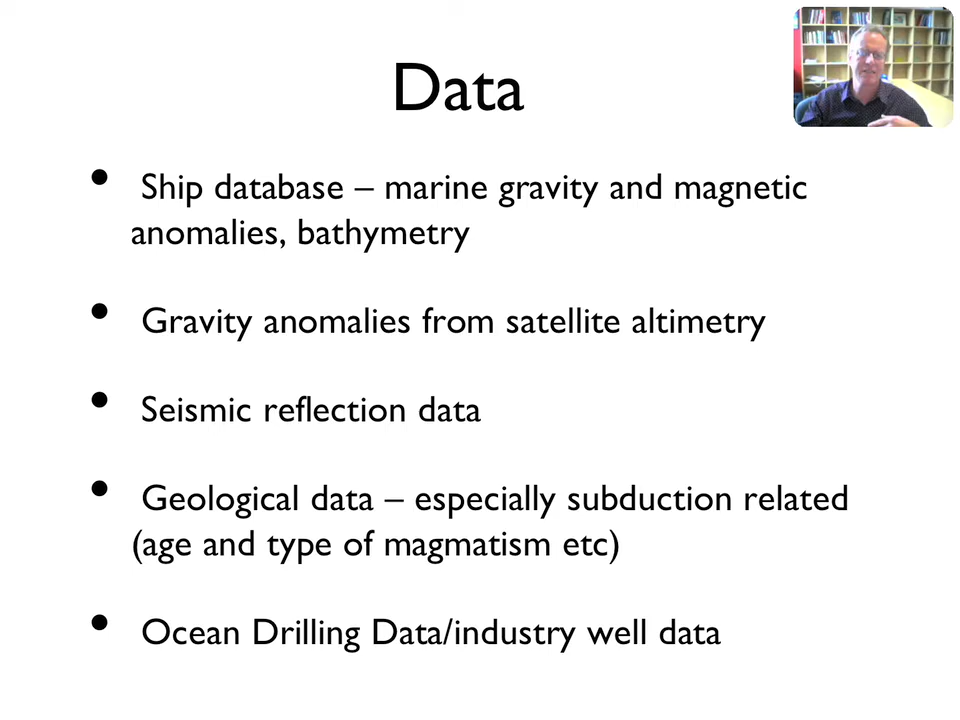 Data
• Ship database – marine gravity and magnetic
anomalies, bathymetry
• Gravity anomalies from satellite altimetry
• Seismic reflection data
• Geological data – especially subduction related
(age and type of magmatism etc)
• Ocean Drilling Data/industry well data